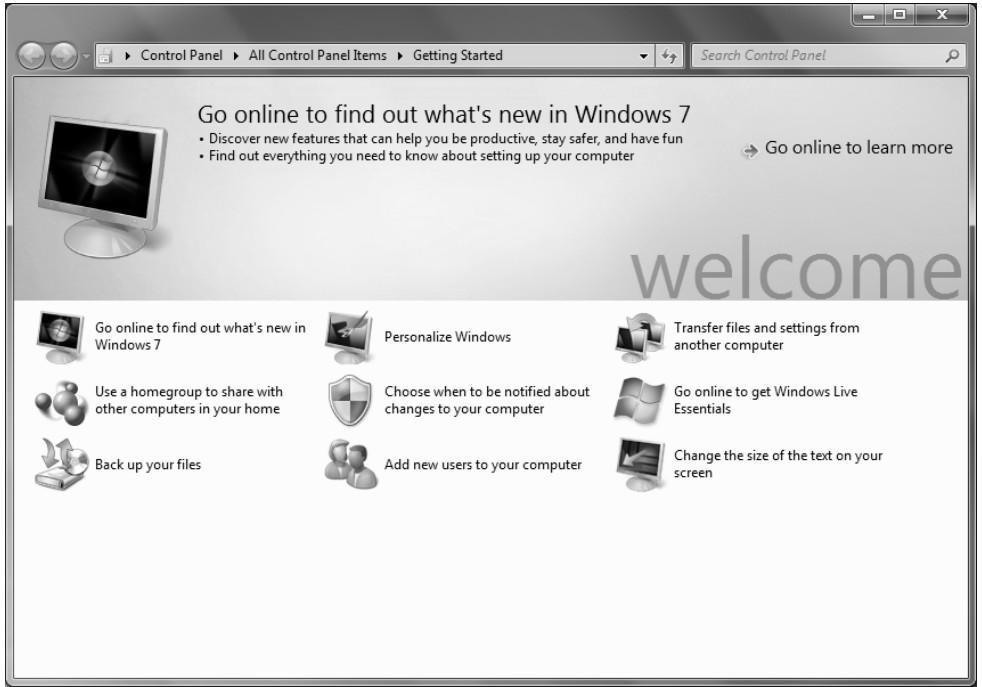 Control Panel All Control Panel Items Getting Started
Search Control Panel
Go online to find out what's new in Windows 7
• Discover new features that can help you be productive, stay safer, and have fun
• Find out everything you need to know about setting up your computer
Go online to learn more
welcome
Go online to find out what's new in
Windows 7
Personalize Windows
Transfer files and settings from
another computer
Use a homegroup to share with
other computers in your home
Choose when to be notified about
changes to your computer
Go online to get Windows Live
Essentials
Back up your files
Add new users to your computer
Change the size of the text on your
screen